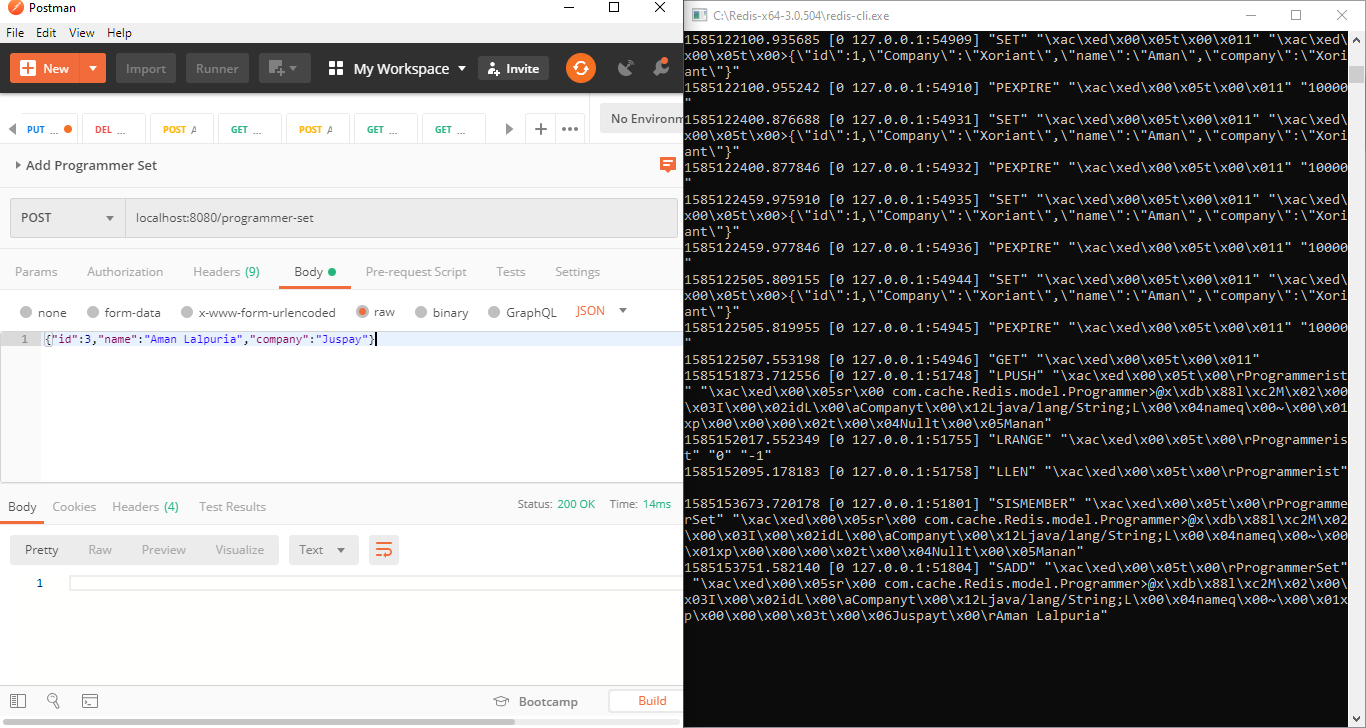 Postman
File Edit View Help
New Import Runner My Workspace Invite
PUT ... DEL ... POST A GET ... POST A GET ... GET ... No Environm
Add Programmer Set
POST localhost:8080/programmer-set
Params Authorization Headers (9) Body Pre-request Script Tests Settings
none form-data x-www-form-urlencoded raw binary GraphQL JSON
1 {"id":3,"name":"Aman Lalpuria","company":"Juspay"}
Body Cookies Headers (4) Test Results Status: 200 OK Time: 14ms
Pretty Raw Preview Visualize Text
1
Bootcamp Build
C:\Redis-x64-3.0.504\redis-cli.exe
1585122100.935685 [0 127.0.0.1:54909] "SET" "\xac\xed\x00\x05t\x00\x011" "\xac\xed\
x00\x05t\x00>{\"id\":1,\"Company\":\"Xoriant\",\"name\":\"Aman\",\"company\":\"Xori
ant\"}"
1585122100.955242 [0 127.0.0.1:54910] "PEXPIRE" "\xac\xed\x00\x05t\x00\x011" "10000
"
1585122400.876688 [0 127.0.0.1:54931] "SET" "\xac\xed\x00\x05t\x00\x011" "\xac\xed\
x00\x05t\x00>{\"id\":1,\"Company\":\"Xoriant\",\"name\":\"Aman\",\"company\":\"Xori
ant\"}"
1585122400.877846 [0 127.0.0.1:54932] "PEXPIRE" "\xac\xed\x00\x05t\x00\x011" "10000
"
1585122459.975910 [0 127.0.0.1:54935] "SET" "\xac\xed\x00\x05t\x00\x011" "\xac\xed\
x00\x05t\x00>{\"id\":1,\"Company\":\"Xoriant\",\"name\":\"Aman\",\"company\":\"Xori
ant\"}"
1585122459.977846 [0 127.0.0.1:54936] "PEXPIRE" "\xac\xed\x00\x05t\x00\x011" "10000
"
1585122505.809155 [0 127.0.0.1:54944] "SET" "\xac\xed\x00\x05t\x00\x011" "\xac\xed\
x00\x05t\x00>{\"id\":1,\"Company\":\"Xoriant\",\"name\":\"Aman\",\"company\":\"Xori
ant\"}"
1585122505.819955 [0 127.0.0.1:54945] "PEXPIRE" "\xac\xed\x00\x05t\x00\x011" "10000
"
1585122507.553198 [0 127.0.0.1:54946] "GET" "\xac\xed\x00\x05t\x00\x011"
1585151873.712556 [0 127.0.0.1:51748] "LPUSH" "\xac\xed\x00\x05t\x00\rProgrammerist
" "\xac\xed\x00\x05sr\x00 com.cache.Redis.model.Programmer>@x\xdb\x88l\xc2M\x02\x00
\x03I\x00\x02idL\x00\aCompanyt\x00\x12Ljava/lang/String;L\x00\x04nameq\x00~\x00\x01
xp\x00\x00\x00\x02t\x00\x04Nullt\x00\x05Manan"
1585152017.552349 [0 127.0.0.1:51755] "LRANGE" "\xac\xed\x00\x05t\x00\rProgrammeris
t" "0" "-1"
1585152095.178183 [0 127.0.0.1:51758] "LLEN" "\xac\xed\x00\x05t\x00\rProgrammerist"
1585153673.720178 [0 127.0.0.1:51801] "SISMEMBER" "\xac\xed\x00\x05t\x00\rProgramme
rSet" "\xac\xed\x00\x05sr\x00 com.cache.Redis.model.Programmer>@x\xdb\x88l\xc2M\x02
\x00\x03I\x00\x02idL\x00\aCompanyt\x00\x12Ljava/lang/String;L\x00\x04nameq\x00~\x00
\x01xp\x00\x00\x00\x02t\x00\x04Nullt\x00\x05Manan"
1585153751.582140 [0 127.0.0.1:51804] "SADD" "\xac\xed\x00\x05t\x00\rProgrammerSet"
"\xac\xed\x00\x05sr\x00 com.cache.Redis.model.Programmer>@x\xdb\x88l\xc2M\x02\x00\
x03I\x00\x02idL\x00\aCompanyt\x00\x12Ljava/lang/String;L\x00\x04nameq\x00~\x00\x01x
p\x00\x00\x00\x03t\x00\x06Juspayt\x00\rAman Lalpuria"